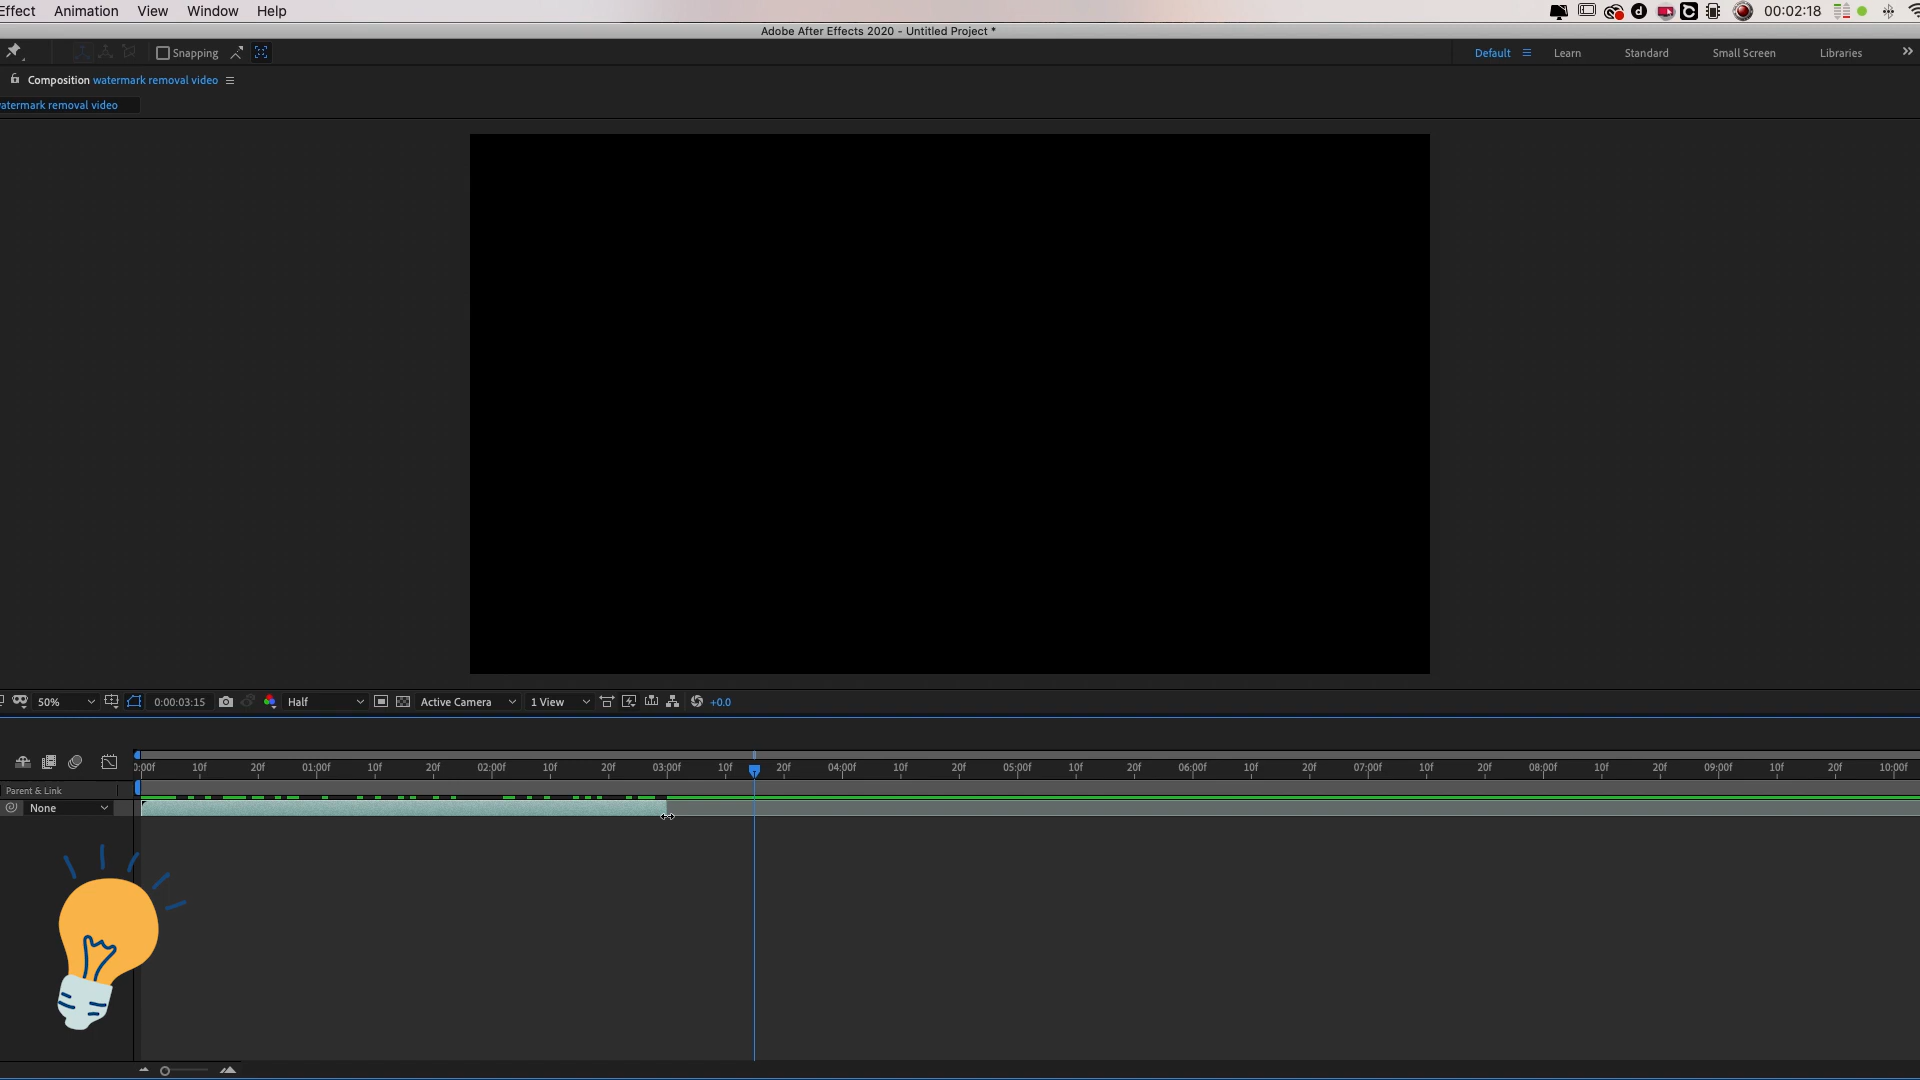 Effect Animation View Window Help 00:02:18
Adobe After Effects 2020 - Untitled Project *
Snapping Default Learn Standard Small Screen Libraries
Composition watermark removal video
watermark removal video
50% 0:00:03:15 Half Active Camera 1 View +0.0
0:00f 10f 20f 01:00f 10f 20f 02:00f 10f 20f 03:00f 10f 20f 04:00f 10f 20f 05:00f 10f 20f 06:00f 10f 20f 07:00f 10f 20f 08:00f 10f 20f 09:00f 10f 20f 10:00f
Parent & Link
None